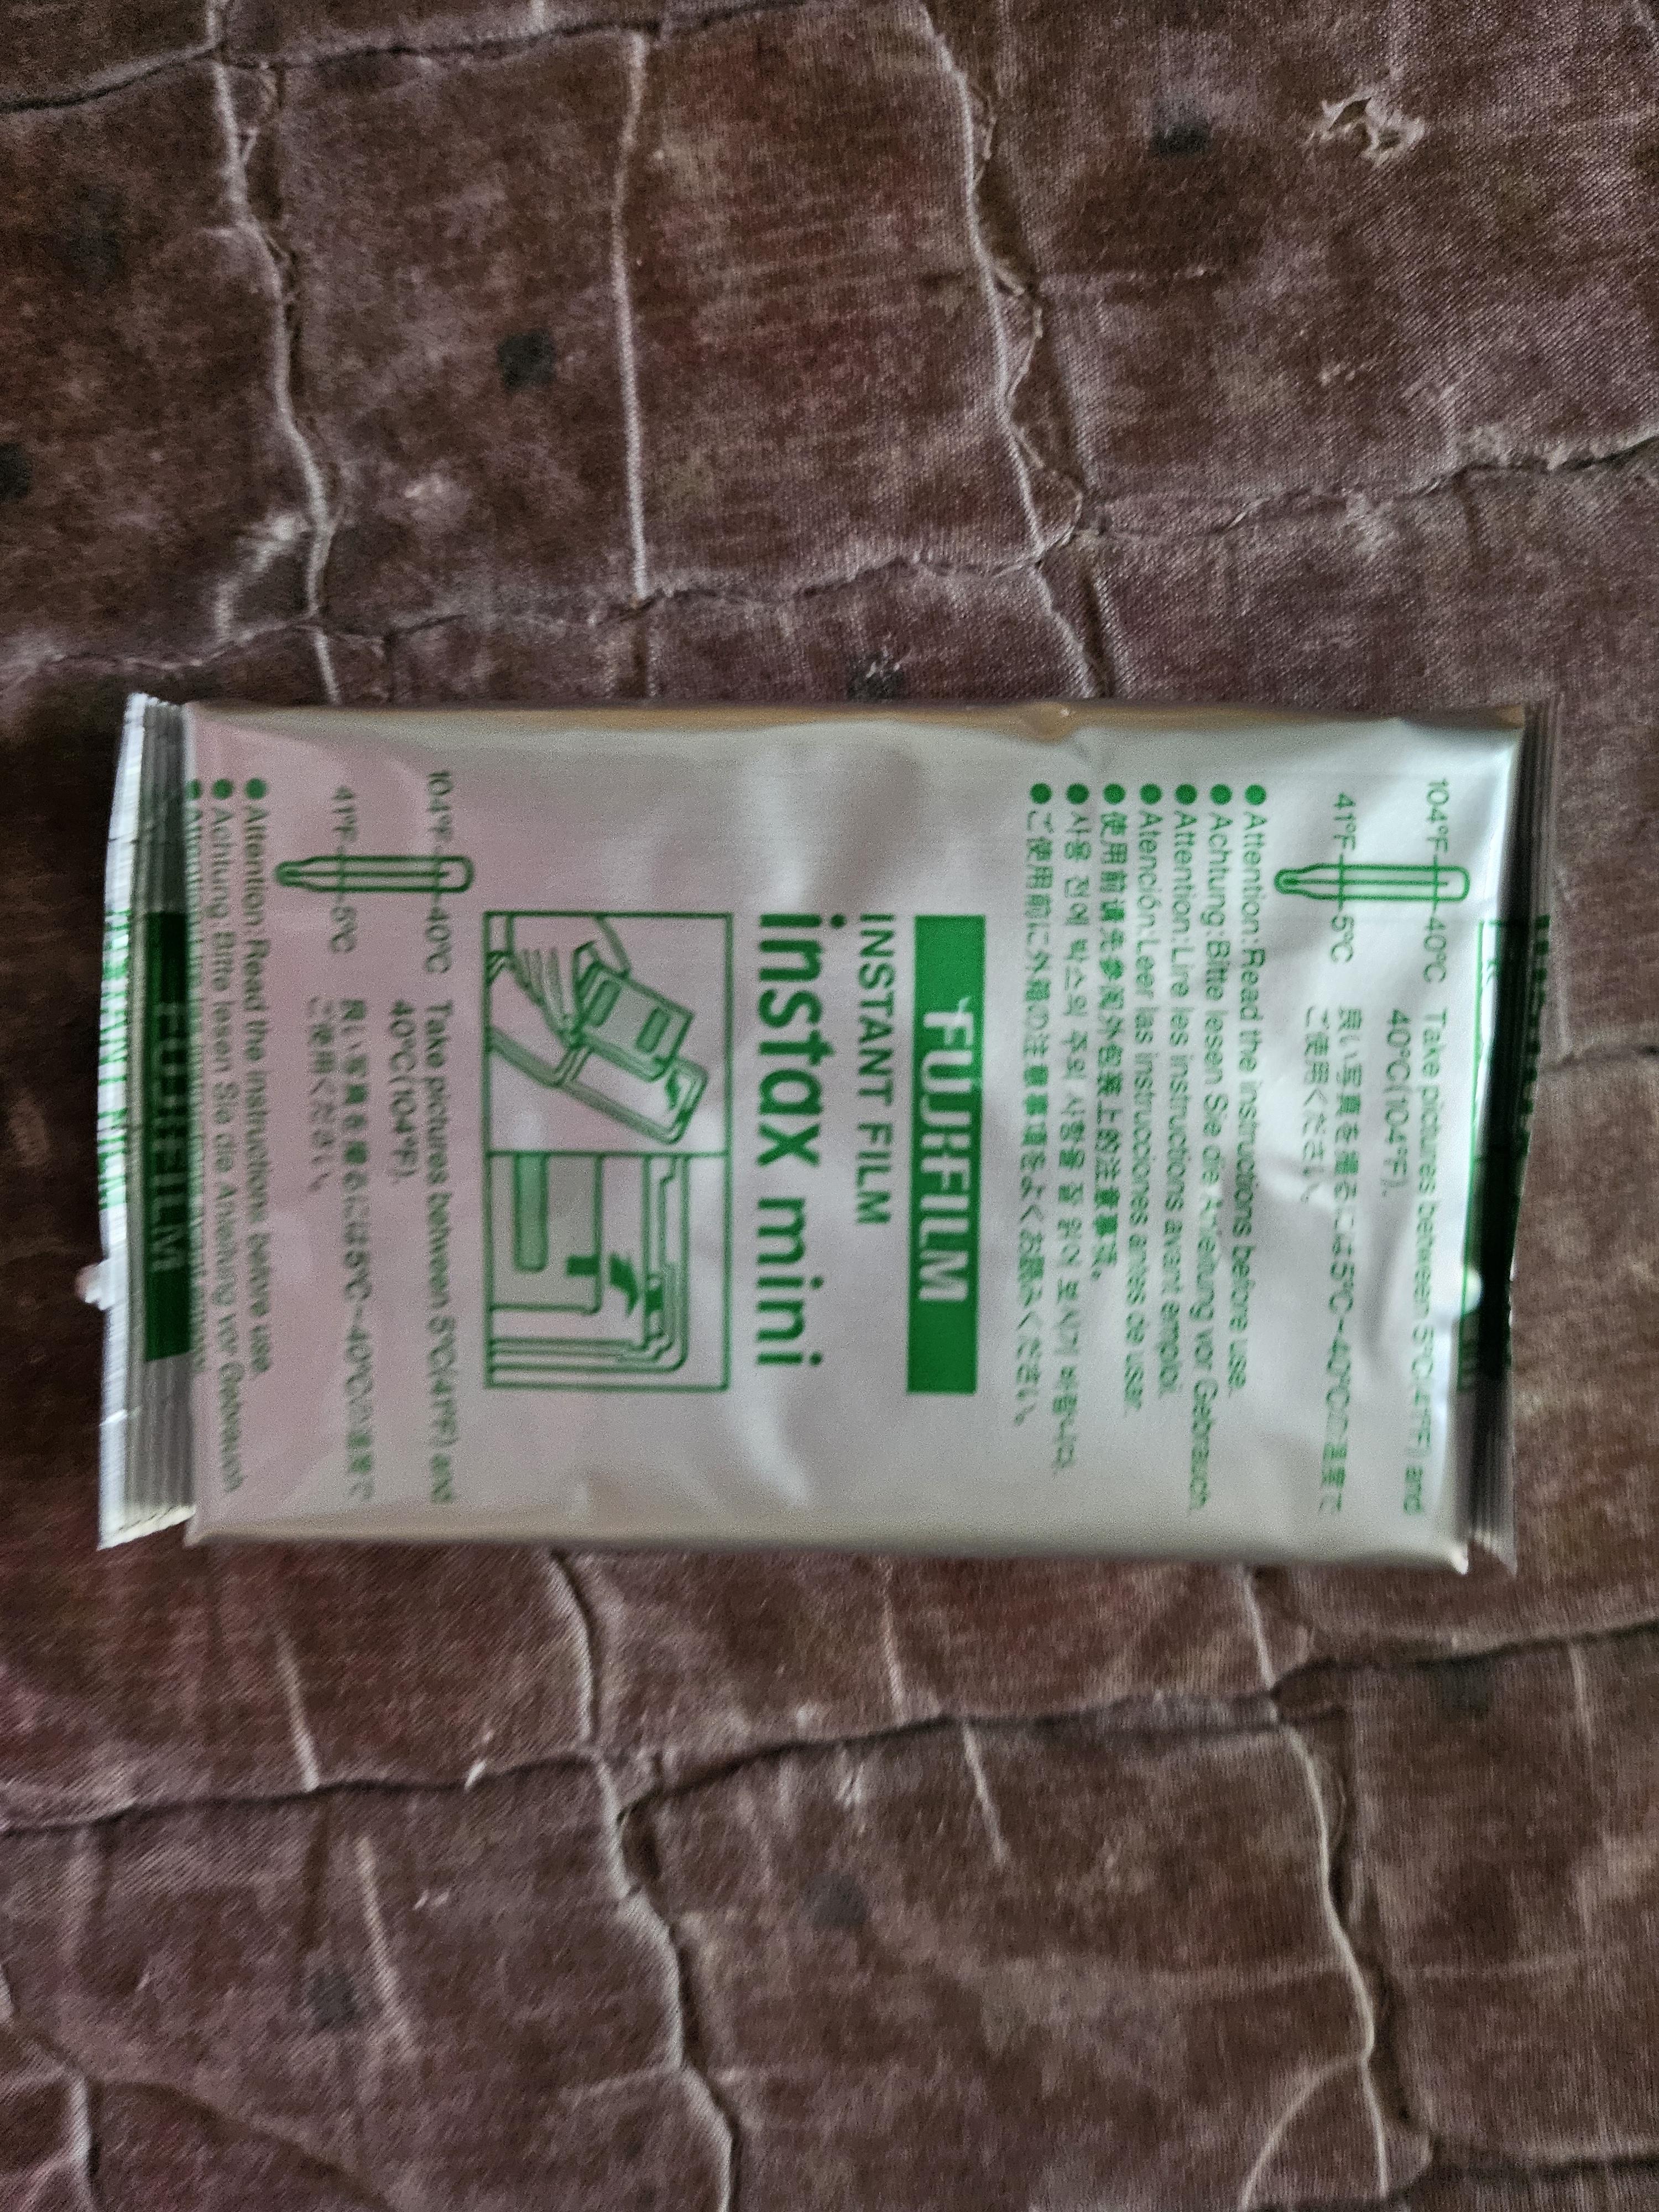 104°F 40°C
41°F 5°C
Take pictures between 5°C(41°F) and
40°C(104°F).
良い写真を撮るには5°C~40°Cの温度で
ご使用ください。
●Attention:Read the instructions before use.
●Achtung:Bitte lesen Sie die Anleitung vor Gebrauch.
●Attention:Lire les instructions avant emploi.
●Atención:Leer las instrucciones antes de usar.
●使用前请先参阅外包装上的注意事项。
●사용 전에 박스의 주의 사항을 잘 읽어 보시기 바랍니다.
●ご使用前に外箱の注意事項をよくお読みください。
FUJIFILM
INSTANT FILM
instax mini
104°F 40°C
41°F 5°C
Take pictures between 5°C(41°F) and
40°C(104°F).
良い写真を撮るには5°C~40°Cの温度で
ご使用ください。
●Attention:Read the instructions before use.
●Achtung:Bitte lesen Sie die Anleitung vor Gebrauch
FUJIFILM